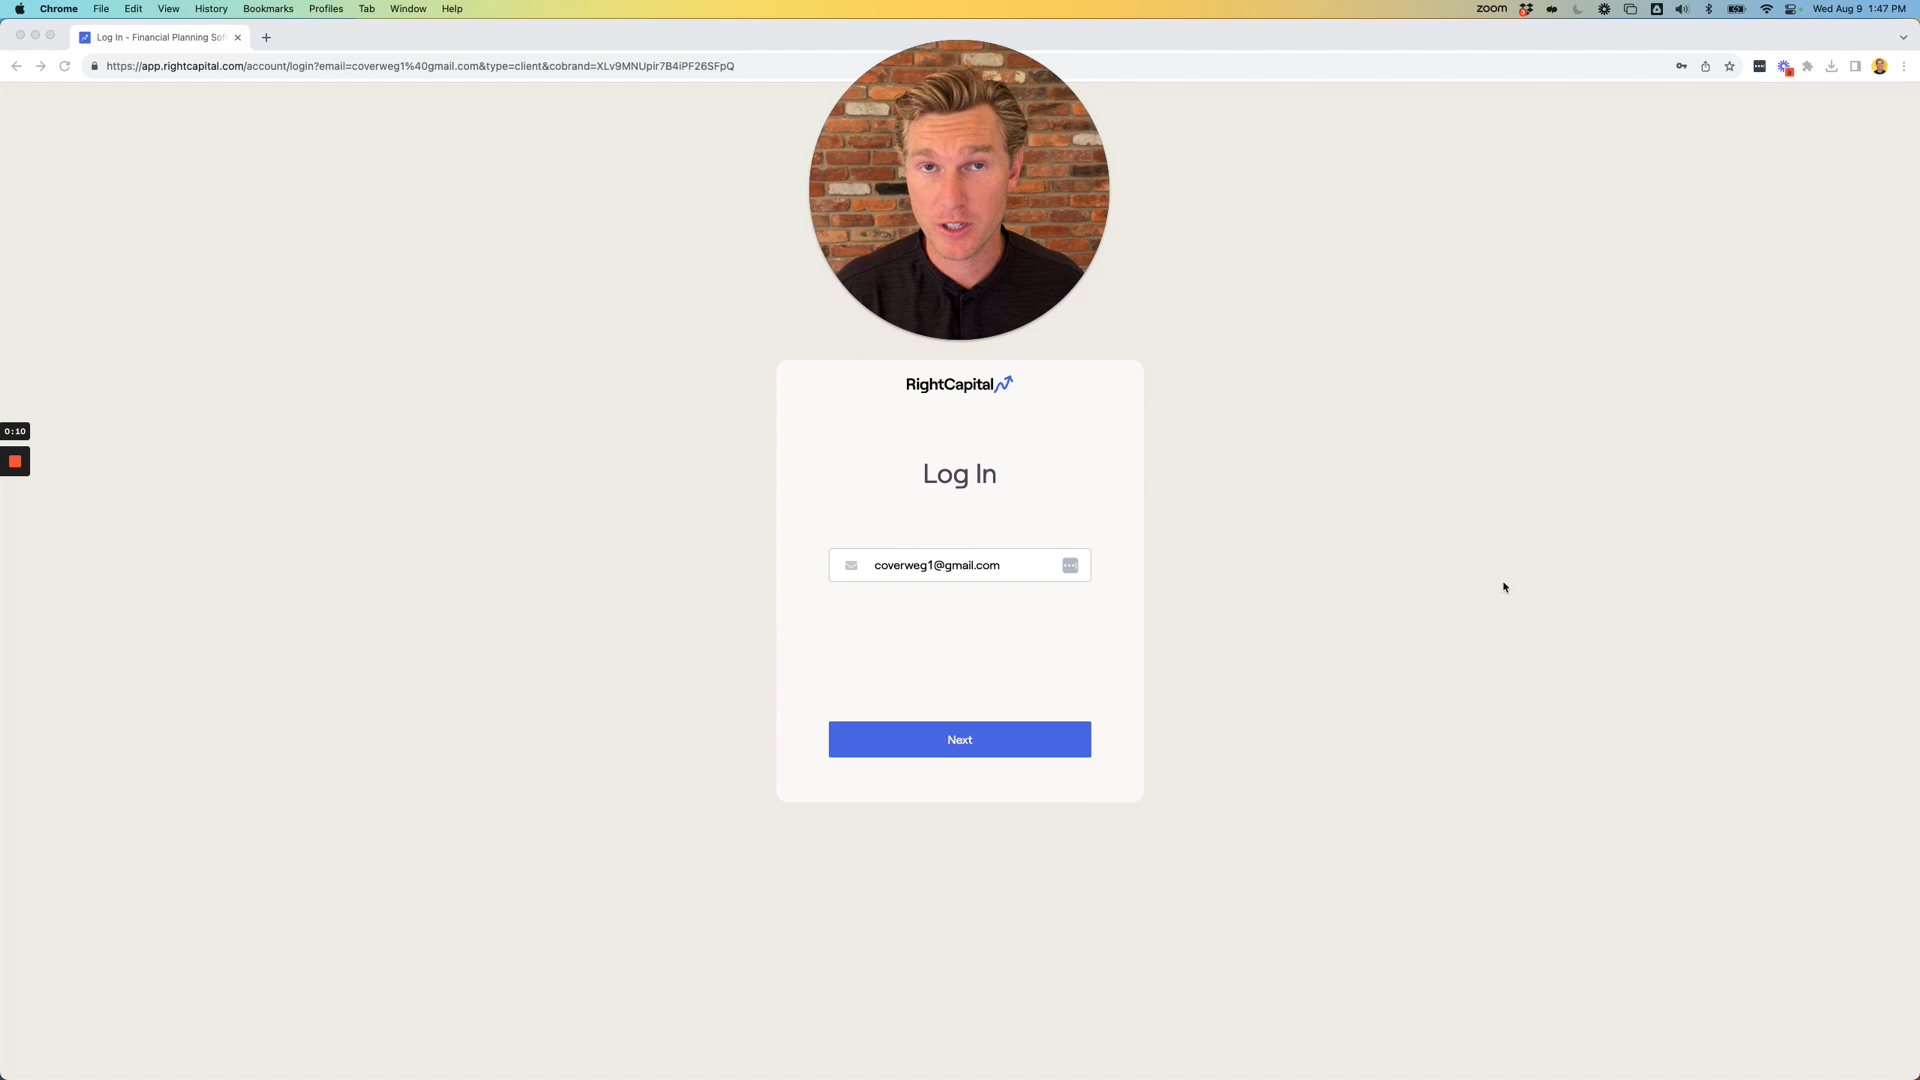 Chrome File Edit View History Bookmarks Profiles Tab Window Help
zoom
Wed Aug 9 1:47 PM
Log In - Financial Planning Sof
https://app.rightcapital.com/account/login?email=coverweg1%40gmail.com&type=client&cobrand=XLv9MNUpir7B4iPF26SFpQ
RightCapital
0:10
Log In
coverweg1@gmail.com
Next